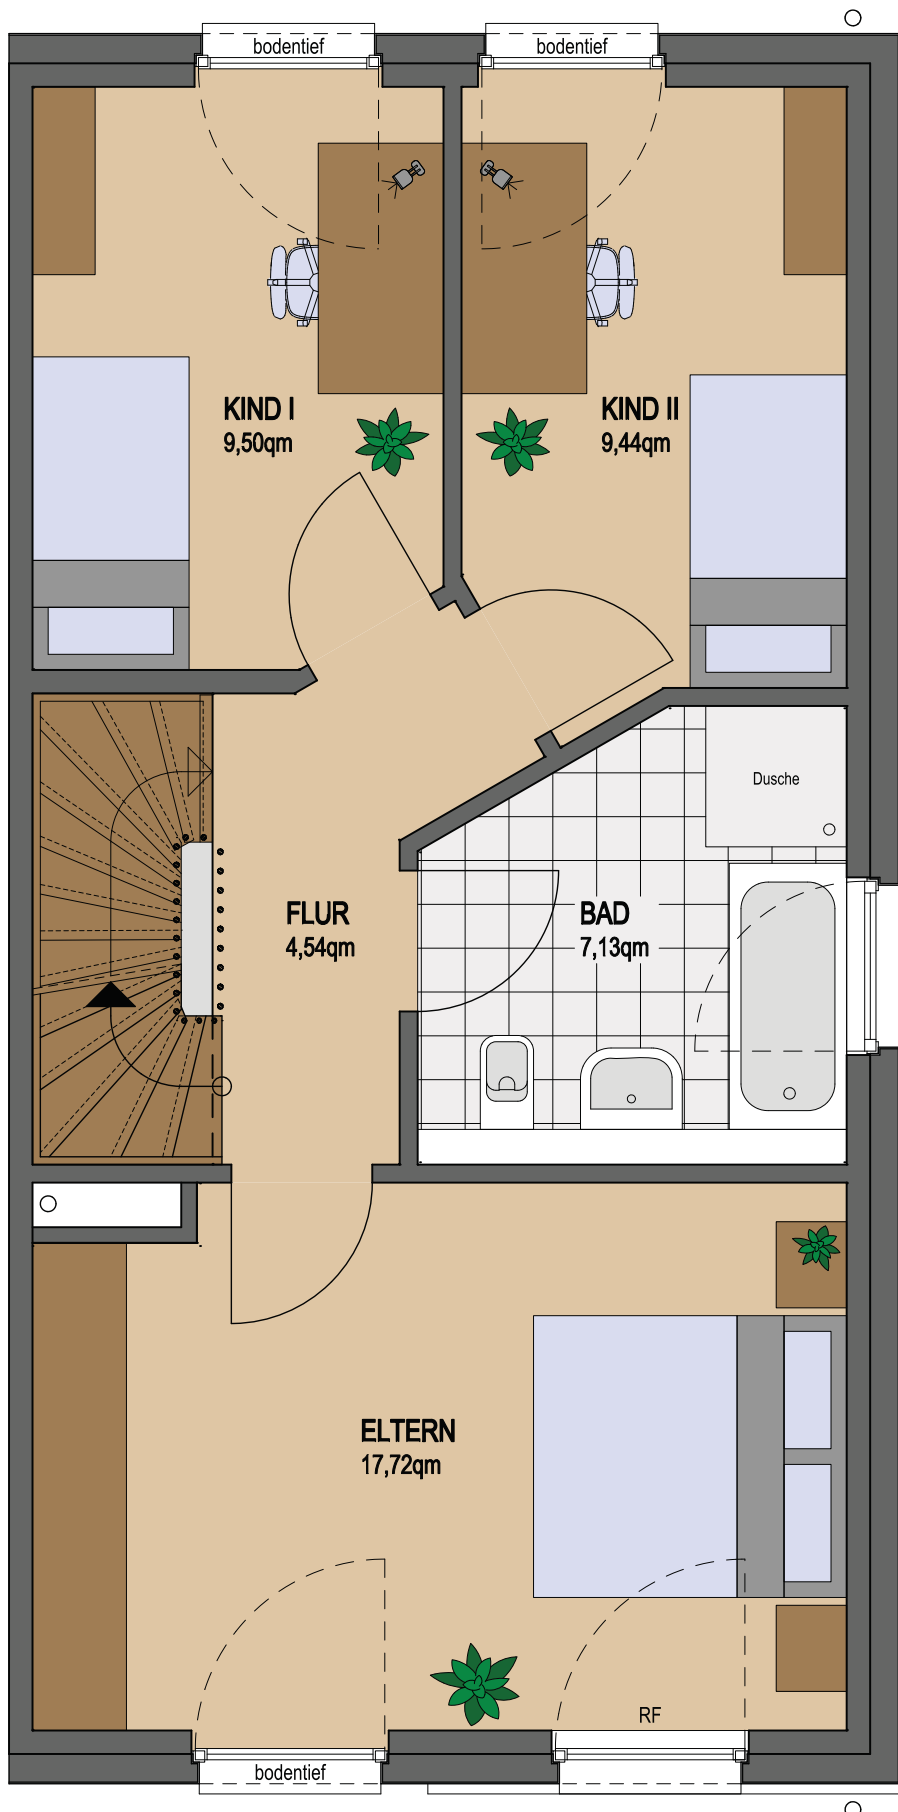 bodentief
bodentief
KIND I
9,50qm
KIND II
9,44qm
Dusche
FLUR
4,54qm
BAD
7,13qm
ELTERN
17,72qm
RF
bodentief